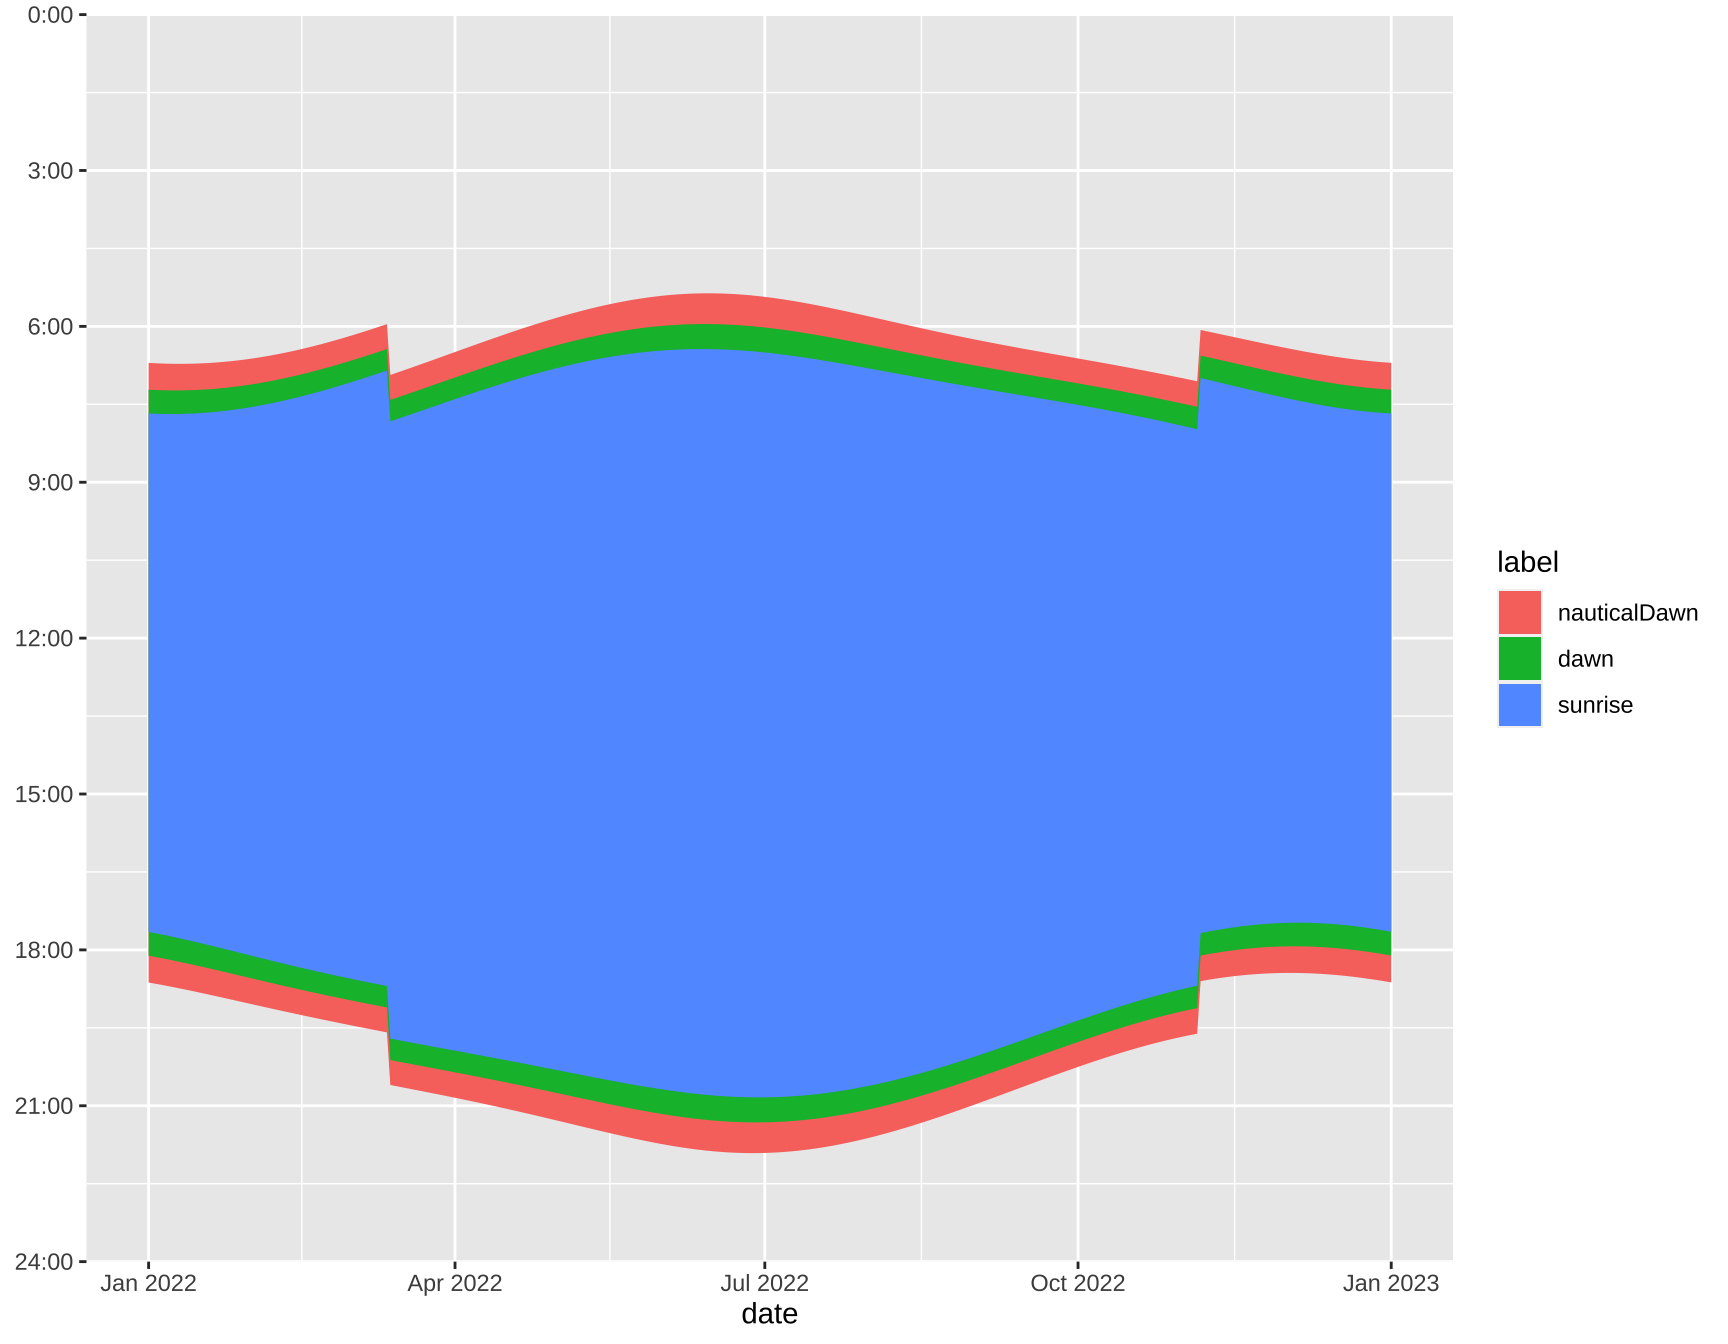 0:00
3:00
6:00
9:00
12:00
15:00
18:00
21:00
24:00
Jan 2022 Apr 2022 Jul 2022 Oct 2022 Jan 2023
date
label
nauticalDawn
dawn
sunrise